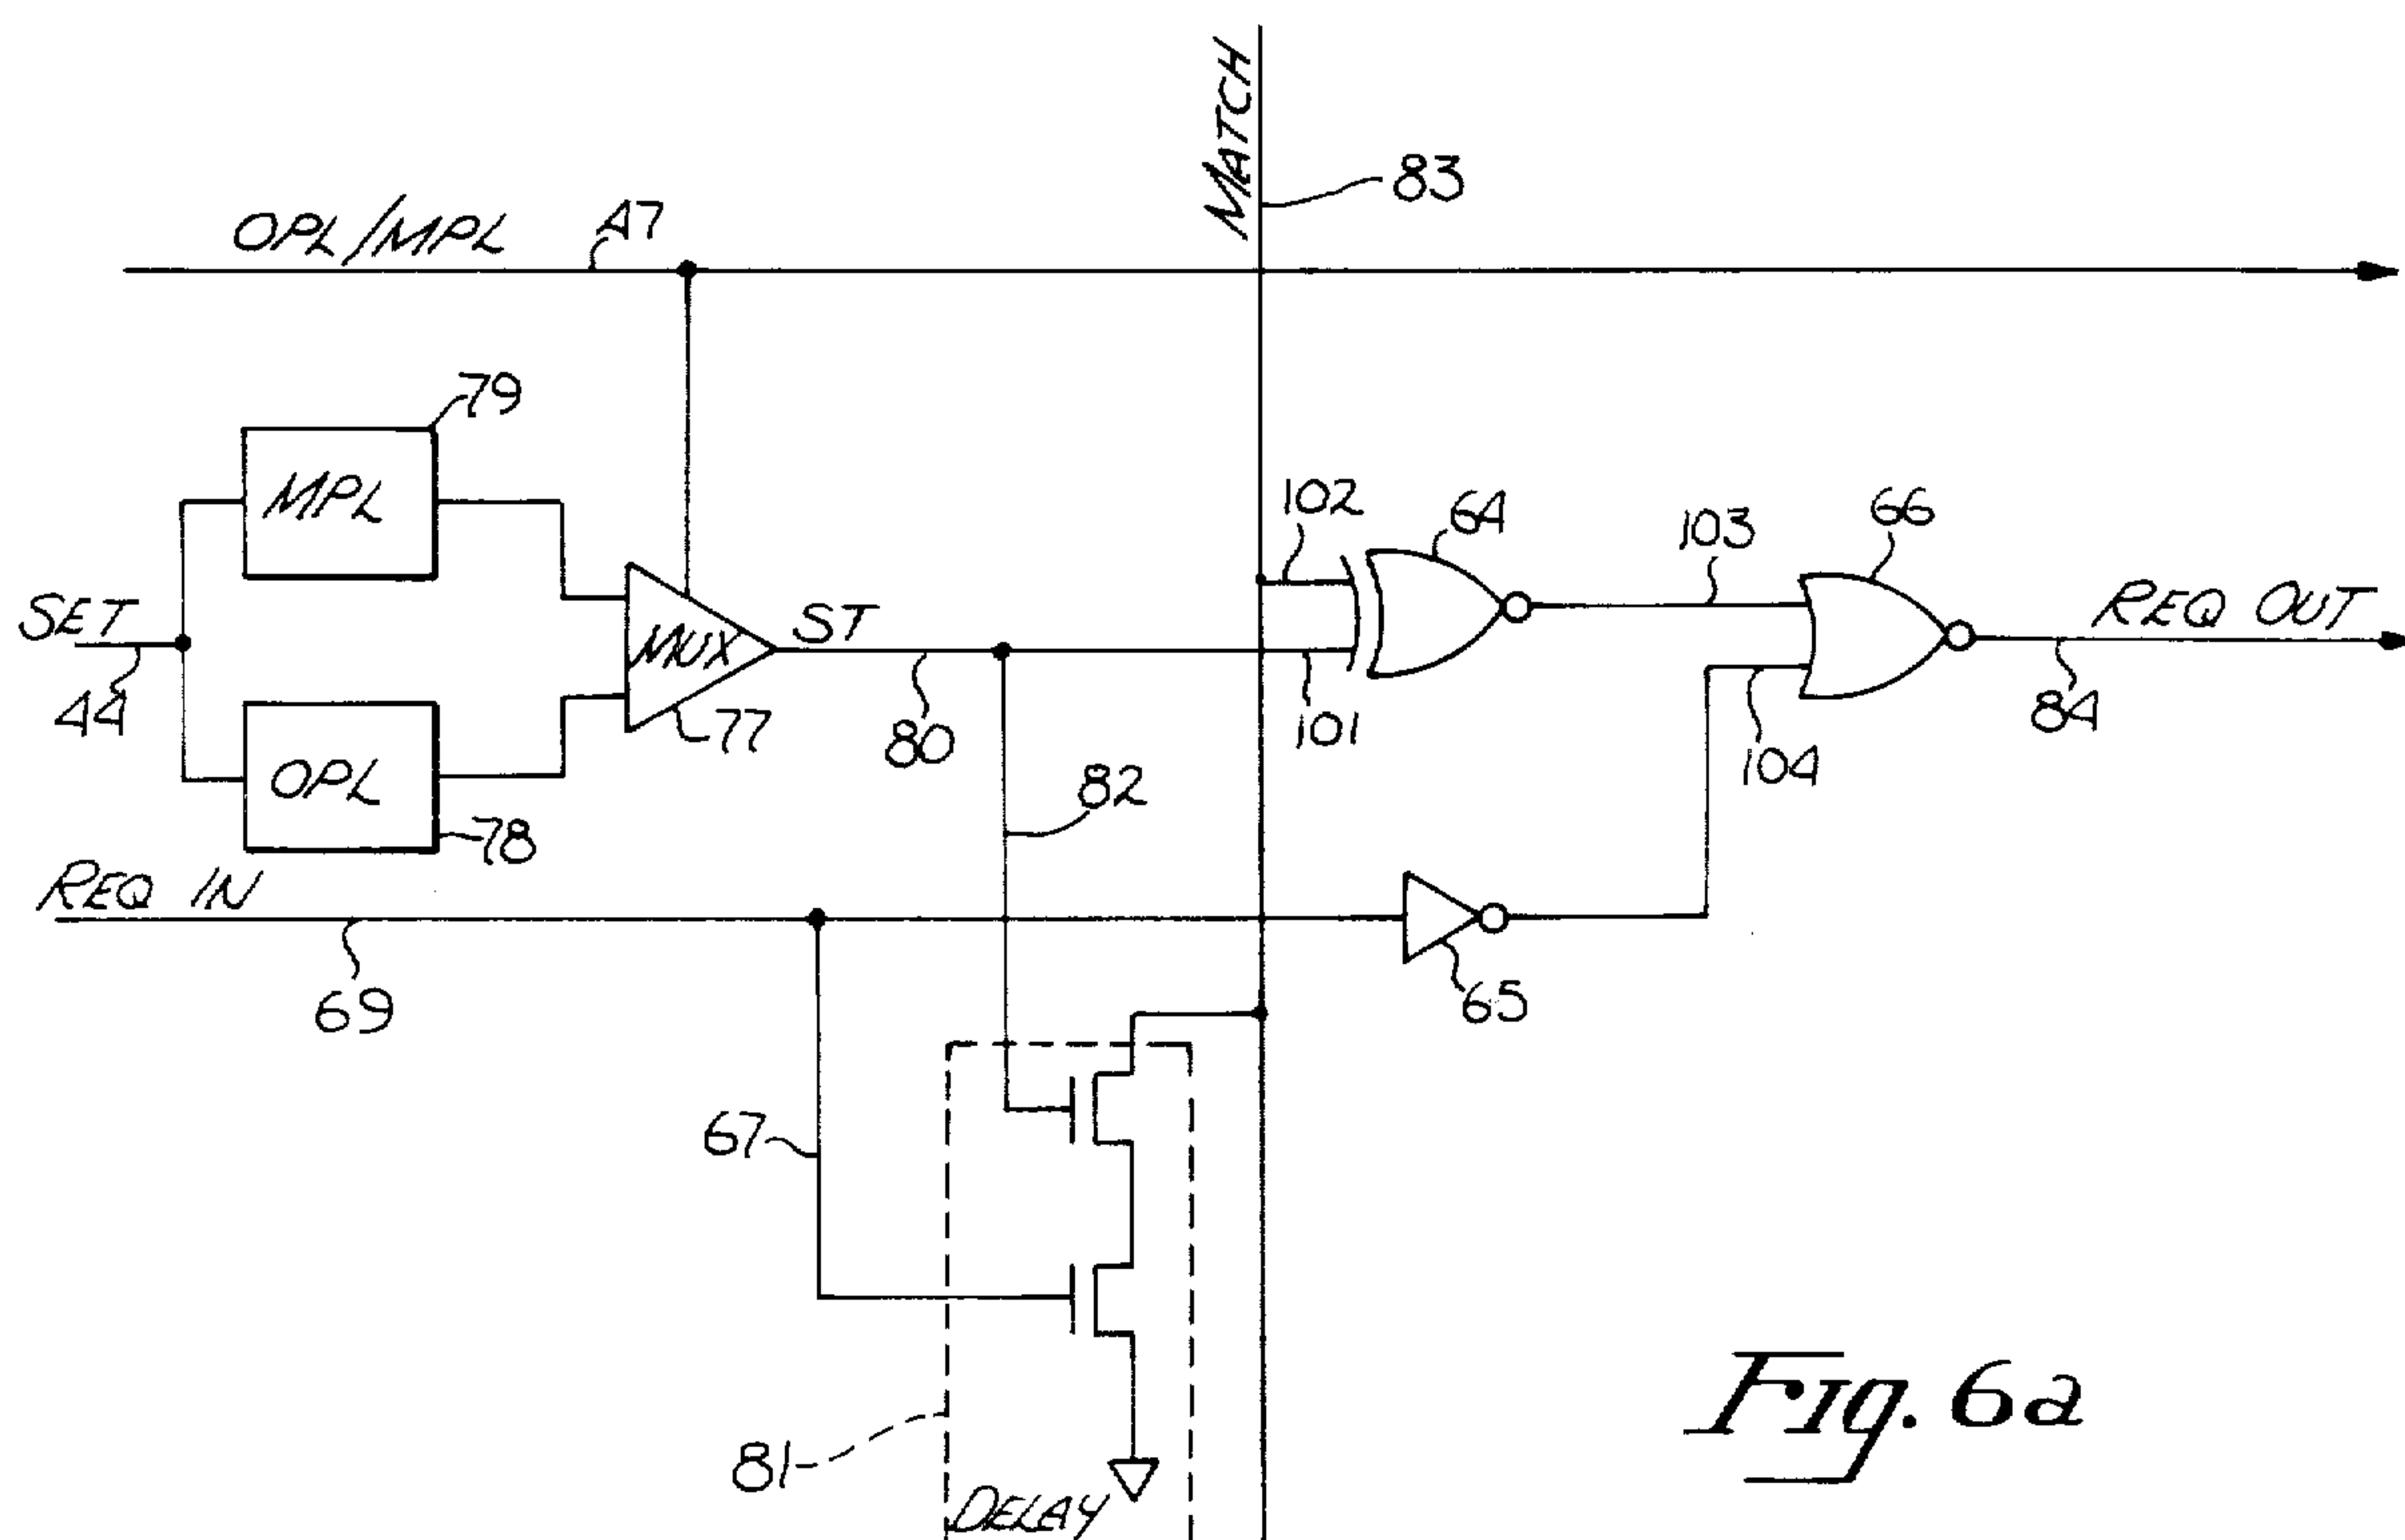 MATCH
83
OPL/MPL
47
79
MPL
102
64
103
66
SET
44
MUX
ST
REQ OUT
77
80
101
104
84
OPL
78
82
REQ IN
69
65
67
81
DELAY
Fig. 6a